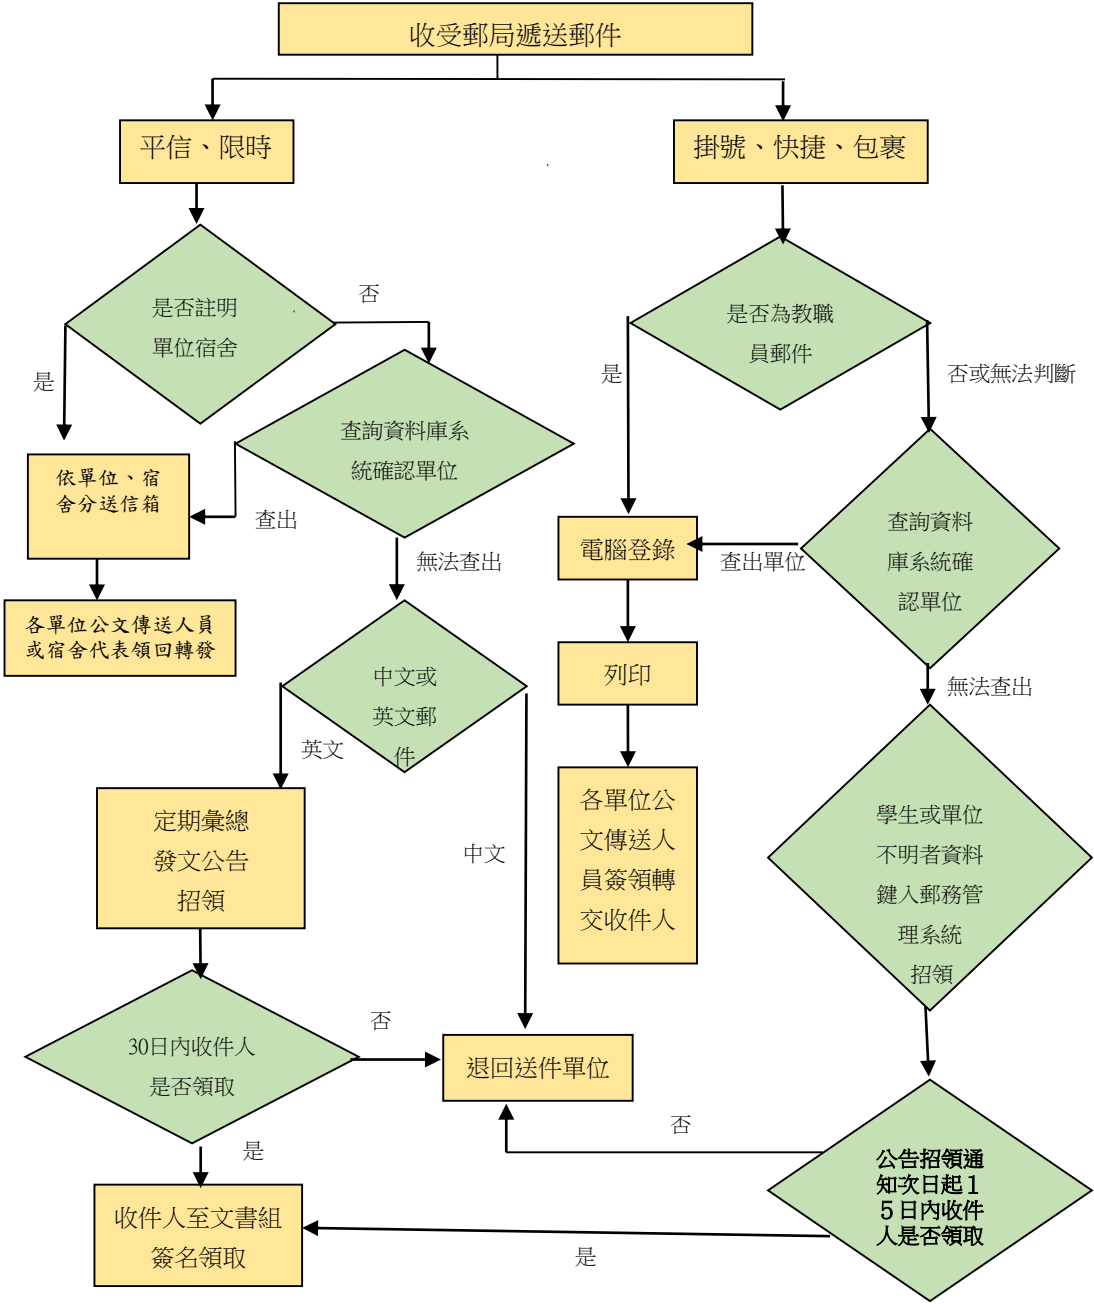 收受郵局遞送郵件
平信、限時
掛號、快捷、包裹
是否註明
單位宿舍
否
是
是否為教職
員郵件
是
否或無法判斷
查詢資料庫系
統確認單位
查出
無法查出
依單位、宿
舍分送信箱
各單位公文傳送人員
或宿舍代表領回轉發
電腦登錄
查出單位
查詢資料
庫系統確
認單位
無法查出
列印
中文或
英文郵
件
英文
中文
各單位公
文傳送人
員簽領轉
交收件人
學生或單位
不明者資料
鍵入郵務管
理系統
招領
定期彙總
發文公告
招領
30日內收件人
是否領取
否
是
退回送件單位
否
公告招領通
知次日起１
５日內收件
人是否領取
收件人至文書組
簽名領取
是